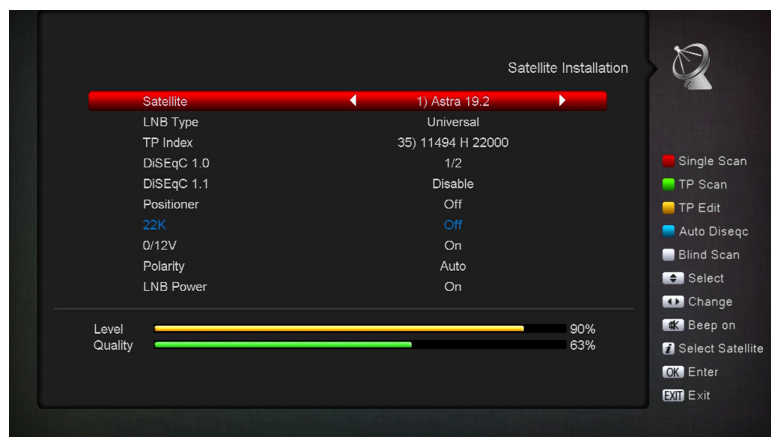 Satellite Installation
Satellite 1) Astra 19.2
LNB Type Universal
TP Index 35) 11494 H 22000
DiSEqC 1.0 1/2
DiSEqC 1.1 Disable
Positioner Off
22K Off
0/12V On
Polarity Auto
LNB Power On
Level 90%
Quality 63%
Single Scan
TP Scan
TP Edit
Auto Diseqc
Blind Scan
Select
Change
Beep on
i Select Satellite
OK Enter
EXIT Exit